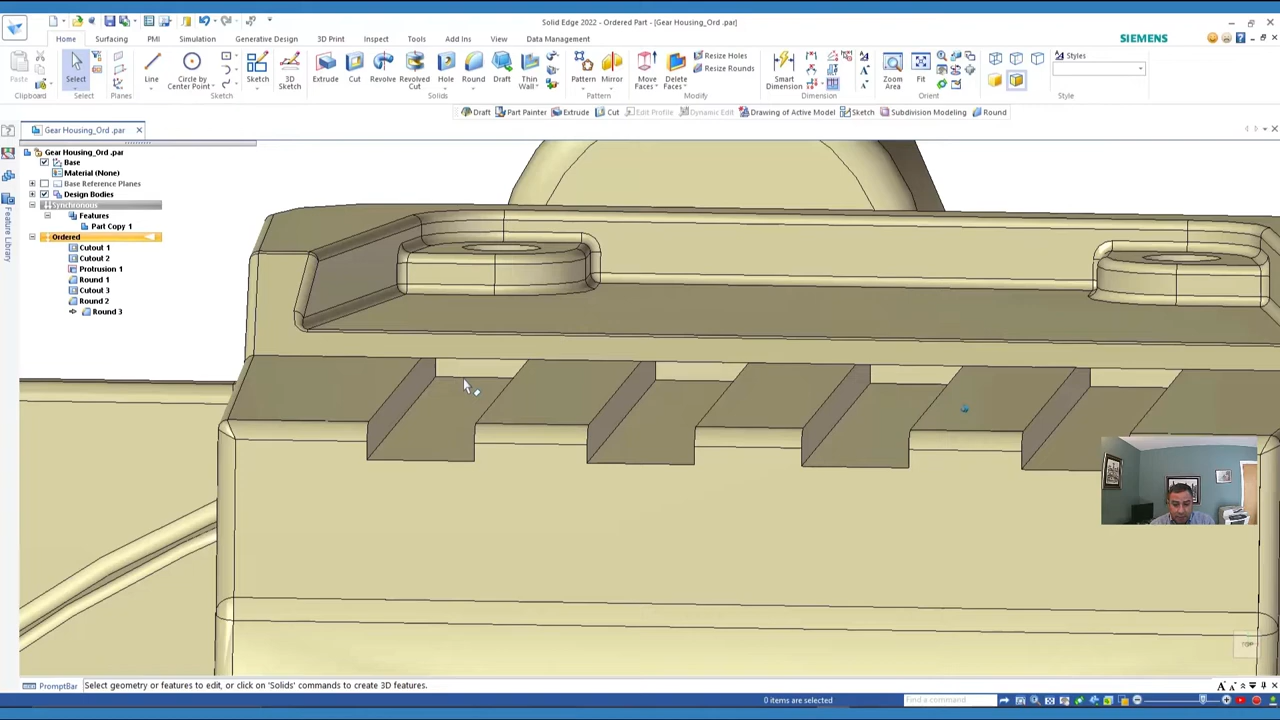 Solid Edge 2022 - Ordered Part - [Gear Housing_Ord .par]
Home Surfacing PMI Simulation Generative Design 3D Print Inspect Tools Add Ins View Data Management
SIEMENS
Paste
Select
Line
Circle by
Center Point
Sketch
3D
Sketch
Extrude
Cut
Revolve
Revolved
Cut
Hole
Round
Draft
Thin
Wall
Pattern
Mirror
Move
Faces
Delete
Faces
Resize Holes
Resize Rounds
Smart
Dimension
Zoom
Area
Fit
Styles
Clipboard Select Planes Sketch Solids Pattern Modify Dimension Orient Style
Draft Part Painter Extrude Cut Edit Profile Dynamic Edit Drawing of Active Model Sketch Subdivision Modeling Round
Gear Housing_Ord .par
Feature Library
Gear Housing_Ord .par
Base
Material (None)
Base Reference Planes
Design Bodies
Synchronous
Features
Part Copy 1
Ordered
Cutout 1
Cutout 2
Protrusion 1
Round 1
Cutout 3
Round 2
Round 3
TOP
PromptBar Select geometry or features to edit, or click on 'Solids' commands to create 3D features.
0 items are selected Find a command